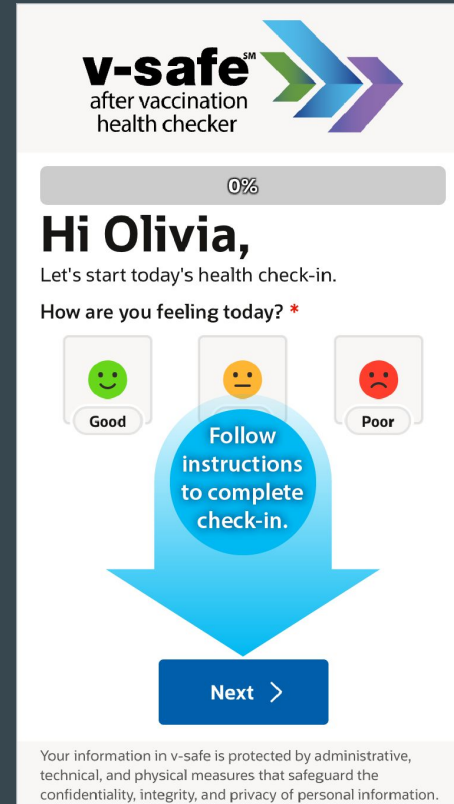 v-safe℠
after vaccination
health checker
0%
Hi Olivia,
Let's start today's health check-in.
How are you feeling today? *
Good
Poor
Follow
instructions
to complete
check-in.
Next >
Your information in v-safe is protected by administrative,
technical, and physical measures that safeguard the
confidentiality, integrity, and privacy of personal information.